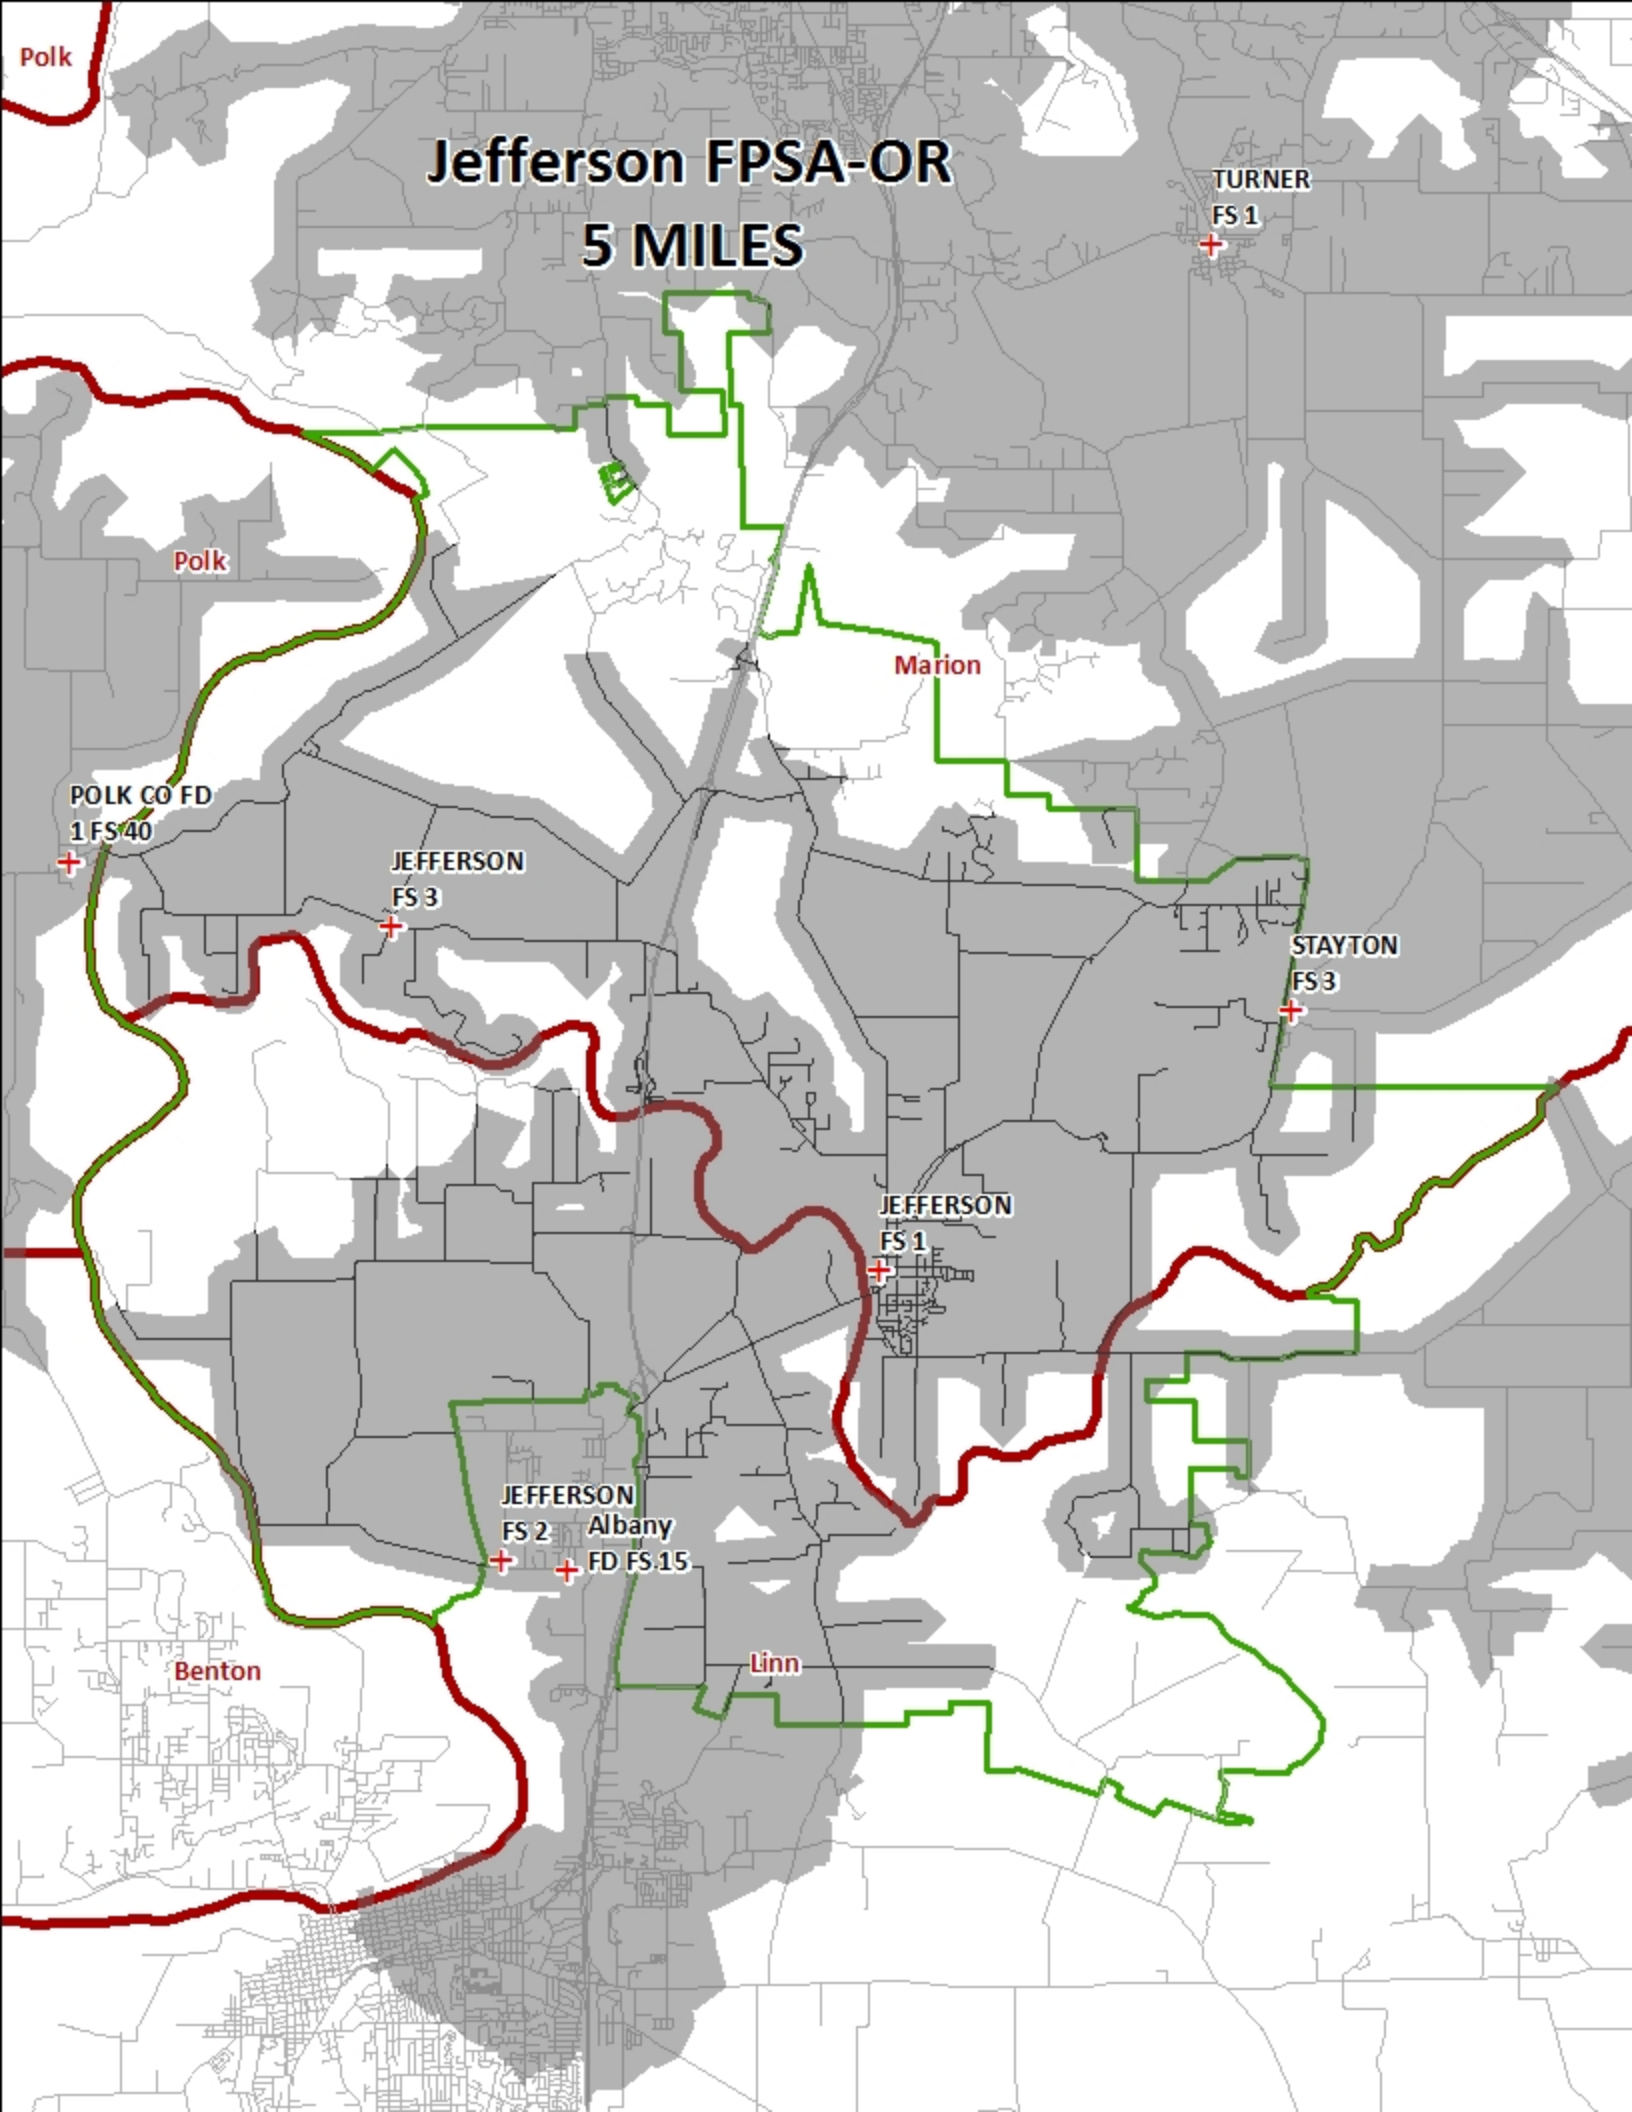 Polk
Jefferson FPSA-OR
5 MILES
TURNER
FS 1
Polk
Marion
POLK CO FD
1 FS 40
JEFFERSON
FS 3
STAYTON
FS 3
JEFFERSON
FS 1
JEFFERSON
FS 2
Albany
FD FS 15
Benton
Linn